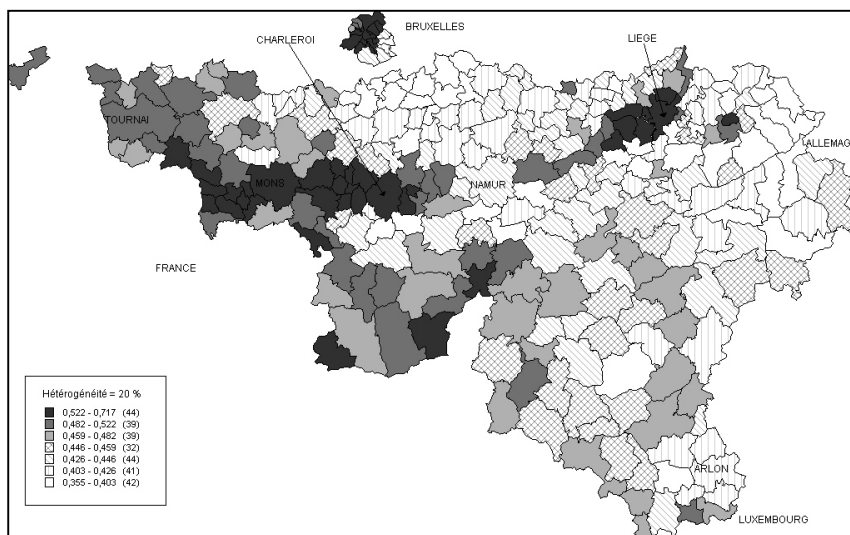 BRUXELLES
CHARLEROI
LIEGE
TOURNAI
ALLEMAG
MONS
NAMUR
FRANCE
ARLON
LUXEMBOURG
Hétérogénéité = 20 %
0,522 - 0,717 (44)
0,482 - 0,522 (39)
0,459 - 0,482 (39)
0,446 - 0,459 (32)
0,426 - 0,446 (44)
0,403 - 0,426 (41)
0,355 - 0,403 (42)